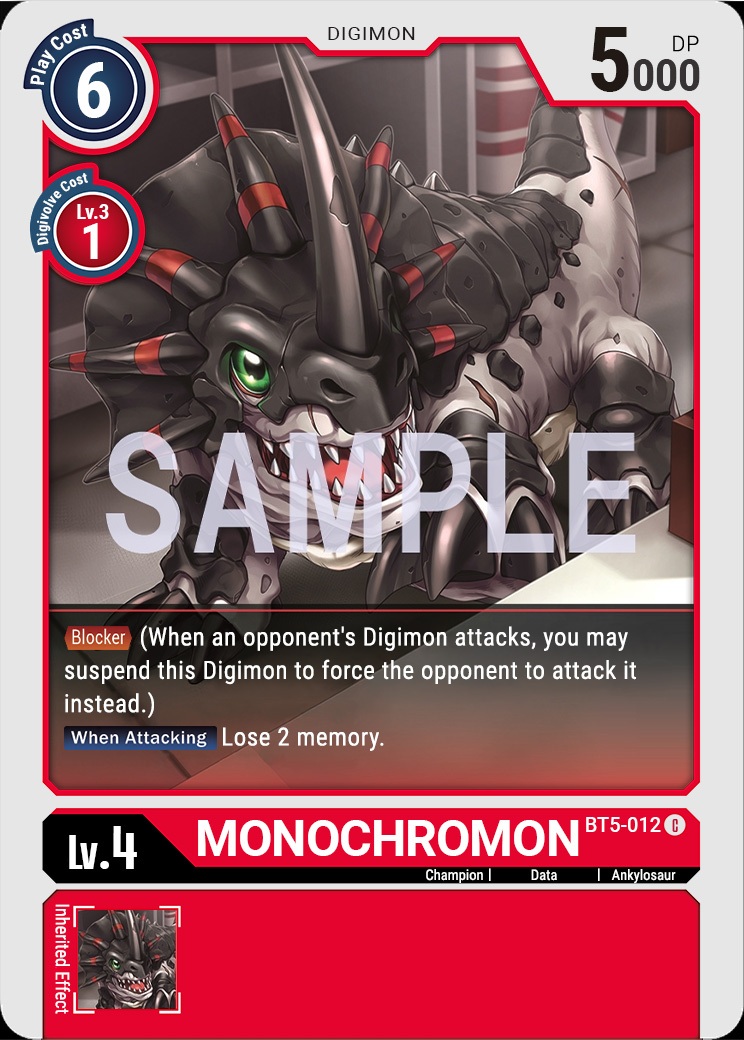 DIGIMON
Play Cost
6
DP
5000
Digivolve Cost
Lv.3
1
SAMPLE
Blocker (When an opponent's Digimon attacks, you may
suspend this Digimon to force the opponent to attack it
instead.)
When Attacking Lose 2 memory.
Lv.4
MONOCHROMON BT5-012 C
Champion | Data | Ankylosaur
Inherited Effect